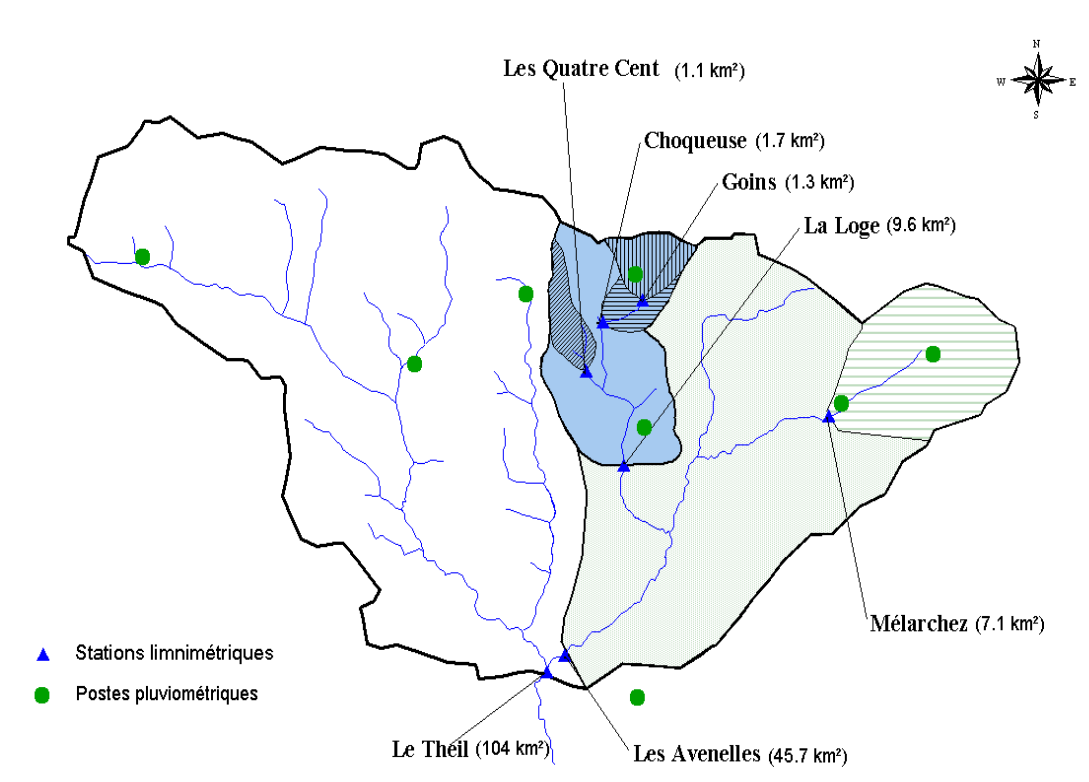 N
W E
S
Les Quatre Cent (1.1 km²)
Choqueuse (1.7 km²)
Goins (1.3 km²)
La Loge (9.6 km²)
Mélarchez (7.1 km²)
Stations limnimétriques
Postes pluviométriques
Le Theil (104 km²)
Les Avenelles (45.7 km²)